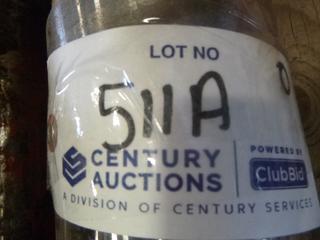 LOT NO
511A
CENTURY
AUCTIONS
POWERED BY
ClubBid
A DIVISION OF CENTURY SERVICES